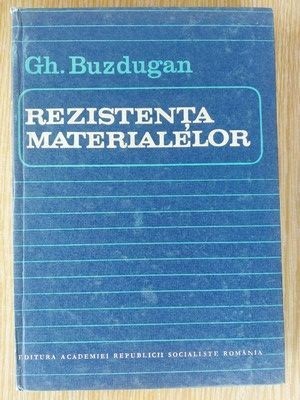 Gh. Buzdugan
REZISTENȚA
MATERIALELOR
EDITURA ACADEMIEI REPUBLICII SOCIALISTE ROMÂNIA